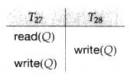 T27 T28
read(Q)
write(Q)
write(Q)